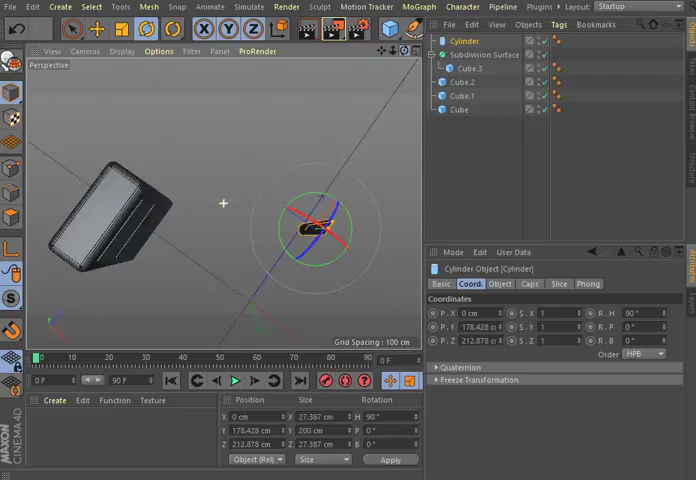 Edit Create Select Tools Mesh Snap Animate Simulate Render Sculpt Motion Tracker MoGraph Character Pipeline Plugins Layout: Startup
X Y Z
View Cameras Display Options Filter Panel ProRender
Perspective
Grid Spacing : 100 cm
0 10 20 30 40 50 60 70 80 90
0 F
0 F 90 F
Create Edit Function Texture
Position Size Rotation
X 0 cm X 27.387 cm H 90 °
Y 178.428 cm Y 200 cm P 0 °
Z 212.878 cm Z 27.387 cm B 0 °
Object (Rel) Size Apply
MAXON
CINEMA 4D
File Edit View Objects Tags Bookmarks
Cylinder
Subdivision Surface
Cube.3
Cube.2
Cube.1
Cube
Objects
Content Browser
Structure
Mode Edit User Data
Cylinder Object [Cylinder]
Basic Coord. Object Caps Slice Phong
Coordinates
P . X 0 cm S . X 1 R . H 90 °
P . Y 178.428 S . Y 1 R . P 0 °
P . Z 212.878 S . Z 1 R . B 0 °
Order HPB
Quaternion
Freeze Transformation
Attributes
Layers